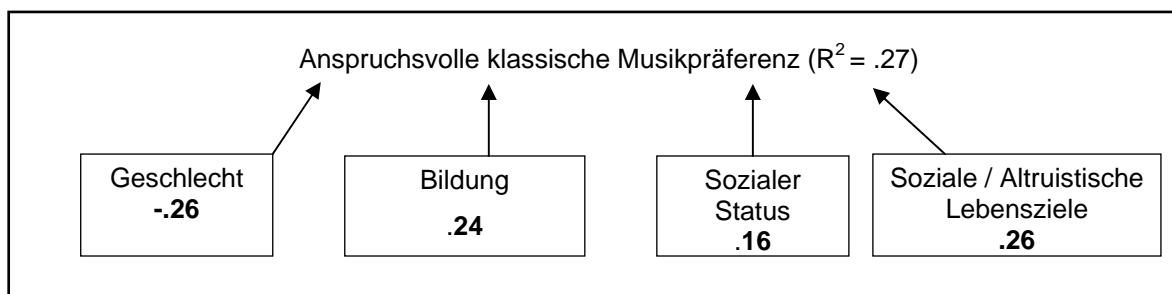 Anspruchsvolle klassische Musikpräferenz (R² = .27)
Geschlecht
-.26
Bildung
.24
Sozialer
Status
.16
Soziale / Altruistische
Lebensziele
.26